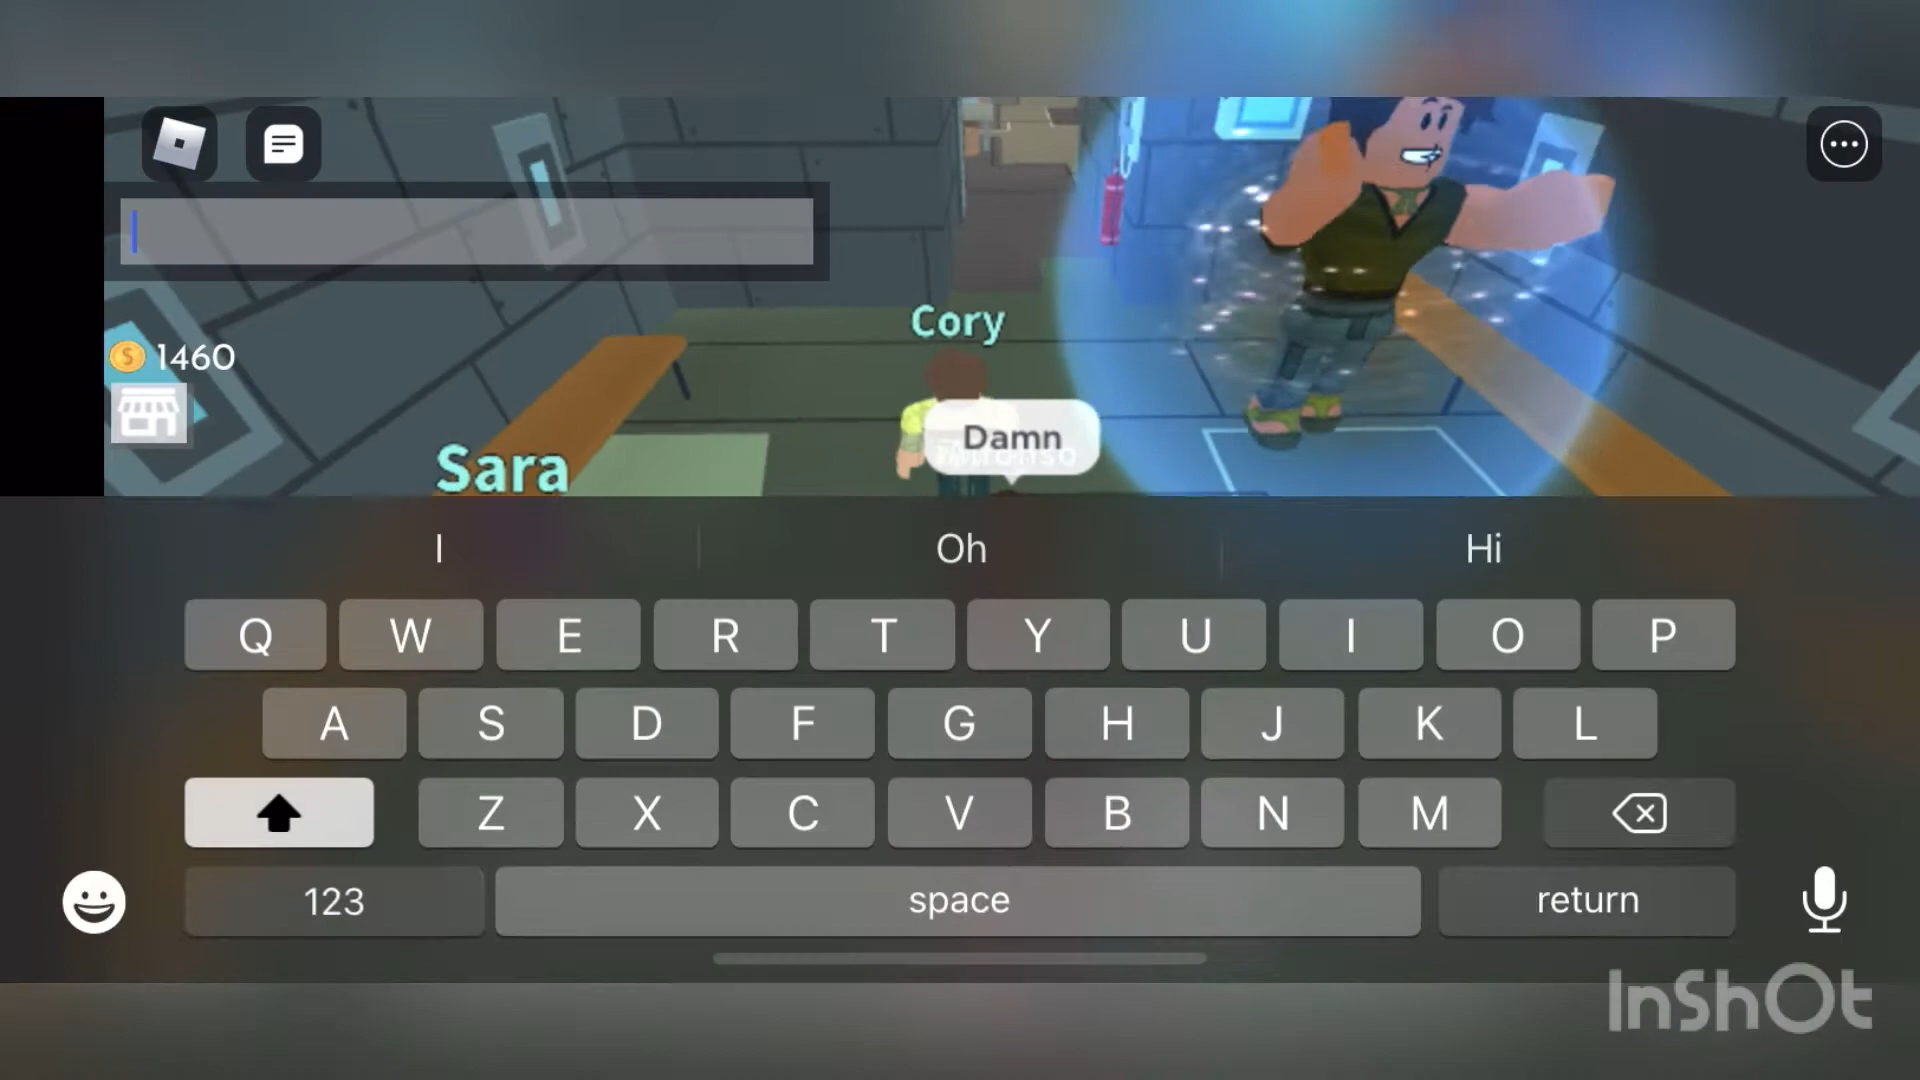 1460
Cory
Damn
Sara
I Oh Hi
Q W E R T Y U I O P
A S D F G H J K L
Z X C V B N M
123 space return
InShOt